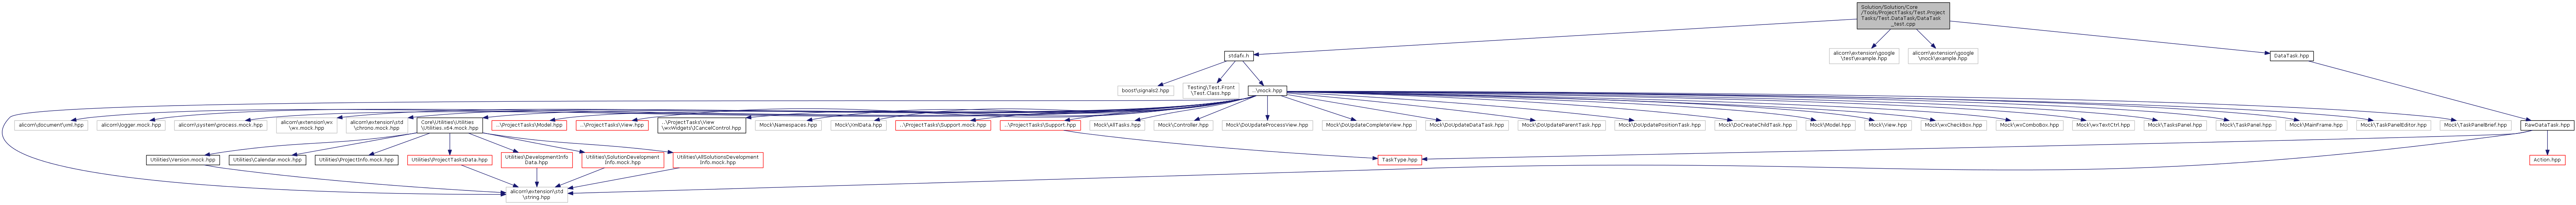 Solution/Solution/Core
/Tools/ProjectTasks/Test.Project
Tasks/Test.DataTask/DataTask
_test.cpp
stdafx.h
alicorn\extension\google
\test\example.hpp
alicorn\extension\google
\mock\example.hpp
DataTask.hpp
boost\signals2.hpp
Testing\Test-Front
\Test.Class.hpp
..\mock.hpp
alicorn\document\xml.hpp
alicorn\logger.mock.hpp
alicorn\system\process.mock.hpp
alicorn\extension\wx
\wx.mock.hpp
alicorn\extension\std
\chrono.mock.hpp
Core\Utilities\Utilities
\Utilities.x64.mock.hpp
..\ProjectTasks\Model.hpp
..\ProjectTasks\View.hpp
..\ProjectTasks\View
\wxWidgets\ICancelControl.hpp
Mock\Namespaces.hpp
Mock\XmlData.hpp
..\ProjectTasks\Support.mock.hpp
..\ProjectTasks\Support.hpp
Mock\AllTasks.hpp
Mock\Controller.hpp
Mock\DoUpdateProcessView.hpp
Mock\DoUpdateCompleteView.hpp
Mock\DoUpdateDataTask.hpp
Mock\DoUpdateParentTask.hpp
Mock\DoUpdatePositionTask.hpp
Mock\DoCreateChildTask.hpp
Mock\Model.hpp
Mock\View.hpp
Mock\wxCheckBox.hpp
Mock\wxComboBox.hpp
Mock\wxTextCtrl.hpp
Mock\TasksPanel.hpp
Mock\TaskPanel.hpp
Mock\MainFrame.hpp
Mock\TaskPanelEditor.hpp
Mock\TaskPanelBrief.hpp
RawDataTask.hpp
Utilities\Version.mock.hpp
Utilities\Calendar.mock.hpp
Utilities\ProjectInfo.mock.hpp
Utilities\ProjectTasksData.hpp
Utilities\DevelopmentInfo
Data.hpp
Utilities\SolutionDevelopment
Info.mock.hpp
Utilities\AllSolutionsDevelopment
Info.mock.hpp
TaskType.hpp
Action.hpp
alicorn\extension\std
\string.hpp